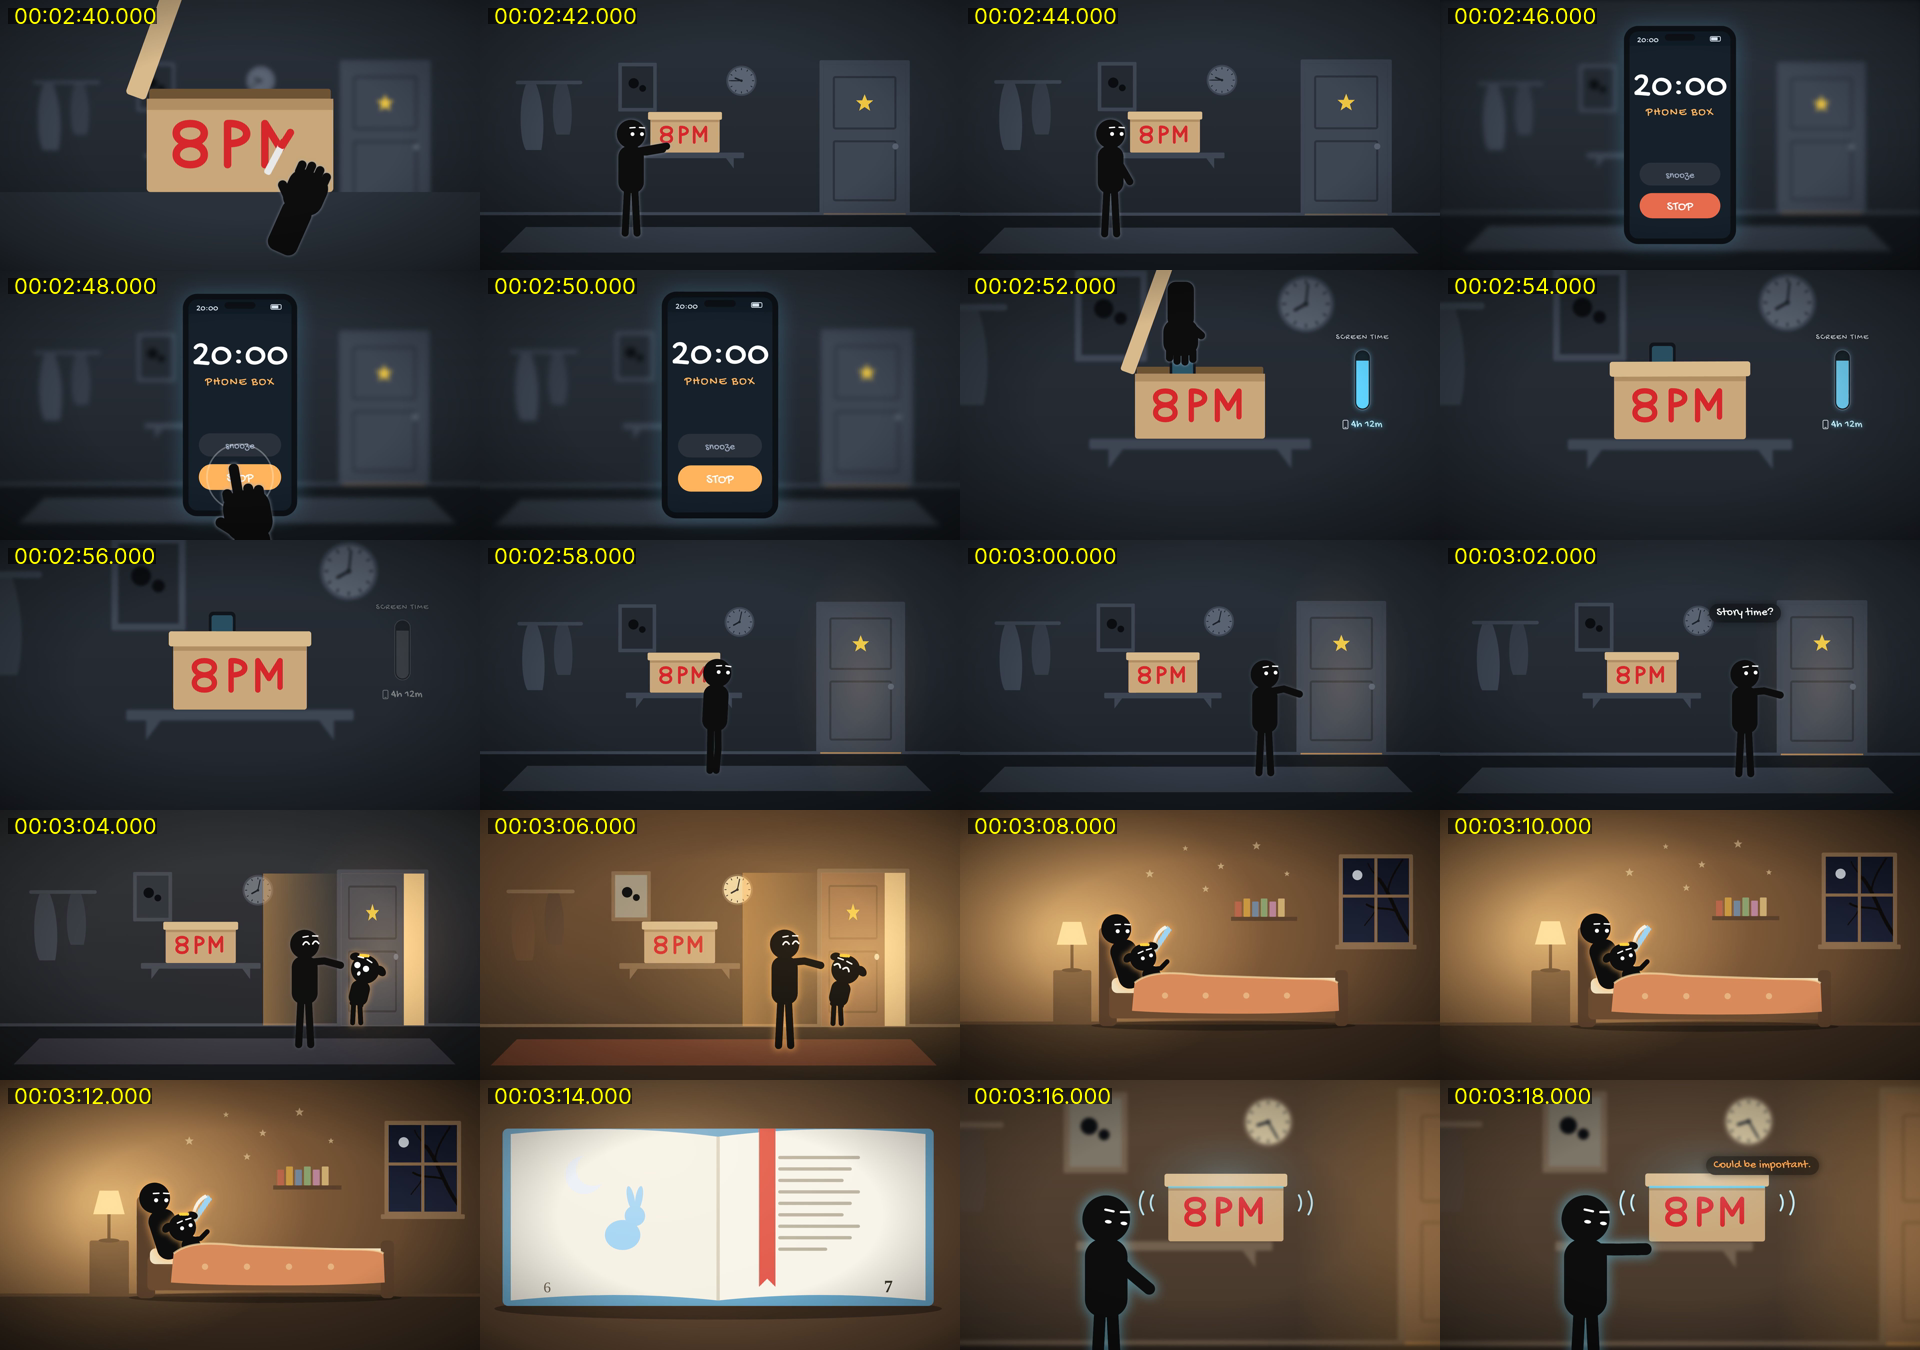 00:02:40.000
8PM
00:02:42.000
8PM
00:02:44.000
8PM
00:02:46.000
20:00
20:00
PHONE BOX
snooze
STOP
00:02:48.000
20:00
20:00
PHONE BOX
snooze
STOP
00:02:50.000
20:00
20:00
PHONE BOX
snooze
STOP
00:02:52.000
SCREEN TIME
8PM
4h 12m
00:02:54.000
SCREEN TIME
8PM
4h 12m
00:02:56.000
SCREEN TIME
8PM
4h 12m
00:02:58.000
8PM
00:03:00.000
8PM
00:03:02.000
Story time?
8PM
00:03:04.000
8PM
00:03:06.000
8PM
00:03:08.000
00:03:10.000
00:03:12.000
00:03:14.000
6
7
00:03:16.000
8PM
00:03:18.000
Could be important.
8PM